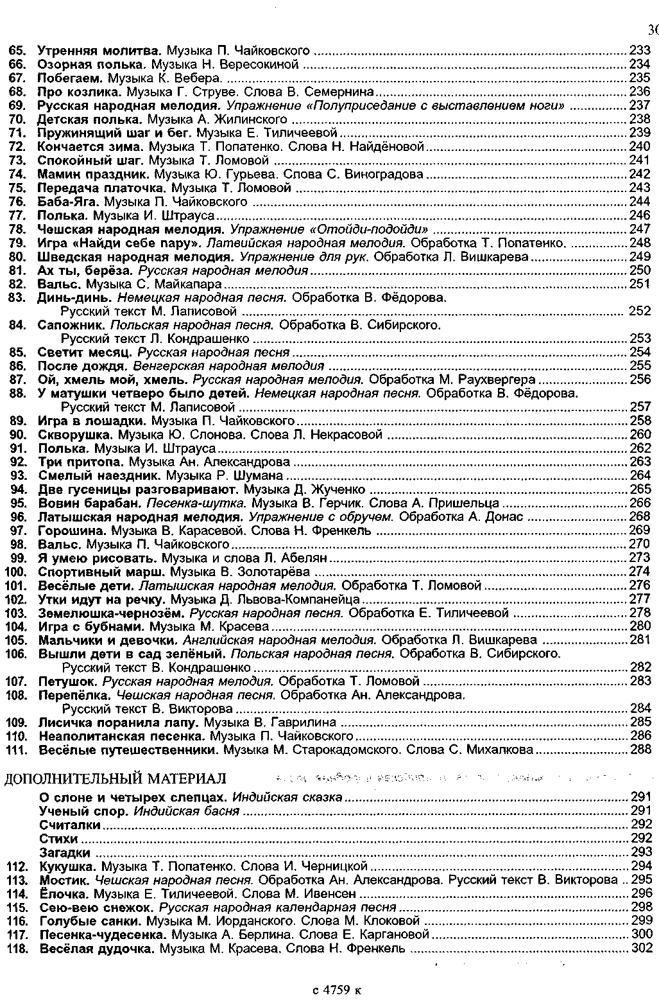 65. Утренняя молитва. Музыка П. Чайковского ... 233
66. Озорная полька. Музыка Н. Вересокиной ... 234
67. Побегаем. Музыка К. Вебера. ... 235
68. Про козлика. Музыка Г. Струве. Слова В. Семернина ... 236
69. Русская народная мелодия. Упражнение «Полуприседание с выставлением ноги» ... 237
70. Детская полька. Музыка А. Жилинского ... 238
71. Пружинящий шаг и бег. Музыка Е. Тиличеевой ... 239
72. Кончается зима. Музыка Т. Попатенко. Слова Н. Найдёновой ... 240
73. Спокойный шаг. Музыка Т. Ломовой ... 241
74. Мамин праздник. Музыка Ю. Гурьева. Слова С. Виноградова ... 242
75. Передача платочка. Музыка Т. Ломовой ... 243
76. Баба-Яга. Музыка П. Чайковского ... 244
77. Полька. Музыка И. Штрауса ... 246
78. Чешская народная мелодия. Упражнение «Отойди-подойди» ... 247
79. Игра «Найди себе пару». Латвийская народная мелодия. Обработка Т. Попатенко. ... 248
80. Шведская народная мелодия. Упражнение для рук. Обработка Л. Вишкарева ... 249
81. Ах ты, берёза. Русская народная мелодия ... 250
82. Вальс. Музыка С. Майкапара ... 251
83. Динь-динь. Немецкая народная песня. Обработка В. Фёдорова.
Русский текст М. Лаписовой ... 252
84. Сапожник. Польская народная песня. Обработка В. Сибирского.
Русский текст Л. Кондрашенко ... 253
85. Светит месяц. Русская народная песня ... 254
86. После дождя. Венгерская народная мелодия ... 255
87. Ой, хмель мой, хмель. Русская народная мелодия. Обработка М. Раухвергера ... 256
88. У матушки четверо было детей. Немецкая народная песня. Обработка В. Фёдорова.
Русский текст М. Лаписовой ... 257
89. Игра в лошадки. Музыка П. Чайковского ... 258
90. Скворушка. Музыка Ю. Слонова. Слова Л. Некрасовой ... 260
91. Полька. Музыка И. Штрауса ... 262
92. Три притопа. Музыка Ан. Александрова ... 263
93. Смелый наездник. Музыка Р. Шумана ... 264
94. Две гусеницы разговаривают. Музыка Д. Жученко ... 265
95. Вовин барабан. Песенка-шутка. Музыка В. Герчик. Слова А. Пришельца ... 266
96. Латышская народная мелодия. Упражнение с обручем. Обработка А. Донас ... 268
97. Горошина. Музыка В. Карасевой. Слова Н. Френкель ... 269
98. Вальс. Музыка П. Чайковского ... 270
99. Я умею рисовать. Музыка и слова Л. Абелян ... 273
100. Спортивный марш. Музыка В. Золотарёва ... 274
101. Весёлые дети. Латышская народная мелодия. Обработка Т. Ломовой ... 276
102. Утки идут на речку. Музыка Д. Львова-Компанейца ... 277
103. Земелюшка-чернозём. Русская народная песня. Обработка Е. Тиличеевой ... 278
104. Игра с бубнами. Музыка М. Красева ... 280
105. Мальчики и девочки. Английская народная мелодия. Обработка Л. Вишкарева ... 281
106. Вышли дети в сад зелёный. Польская народная песня. Обработка В. Сибирского.
Русский текст В. Кондрашенко ... 282
107. Петушок. Русская народная мелодия. Обработка Т. Ломовой ... 283
108. Перепёлка. Чешская народная песня. Обработка Ан. Александрова.
Русский текст В. Викторова ... 284
109. Лисичка поранила лапу. Музыка В. Гаврилина ... 285
110. Неаполитанская песенка. Музыка П. Чайковского ... 286
111. Весёлые путешественники. Музыка М. Старокадомского. Слова С. Михалкова ... 288
ДОПОЛНИТЕЛЬНЫЙ МАТЕРИАЛ
О слоне и четырех слепцах. Индийская сказка ... 291
Ученый спор. Индийская басня ... 291
Считалки ... 292
Стихи ... 292
Загадки ... 293
112. Кукушка. Музыка Т. Попатенко. Слова И. Черницкой ... 294
113. Мостик. Чешская народная песня. Обработка Ан. Александрова. Русский текст В. Викторова .. 295
114. Ёлочка. Музыка Е. Тиличеевой. Слова М. Ивенсен ... 296
115. Сею-вею снежок. Русская народная календарная песня ... 298
116. Голубые санки. Музыка М. Иорданского. Слова М. Клоковой ... 299
117. Песенка-чудесенка. Музыка А. Берлина. Слова Е. Каргановой ... 300
118. Весёлая дудочка. Музыка М. Красева. Слова Н. Френкель ... 302
с 4759 к